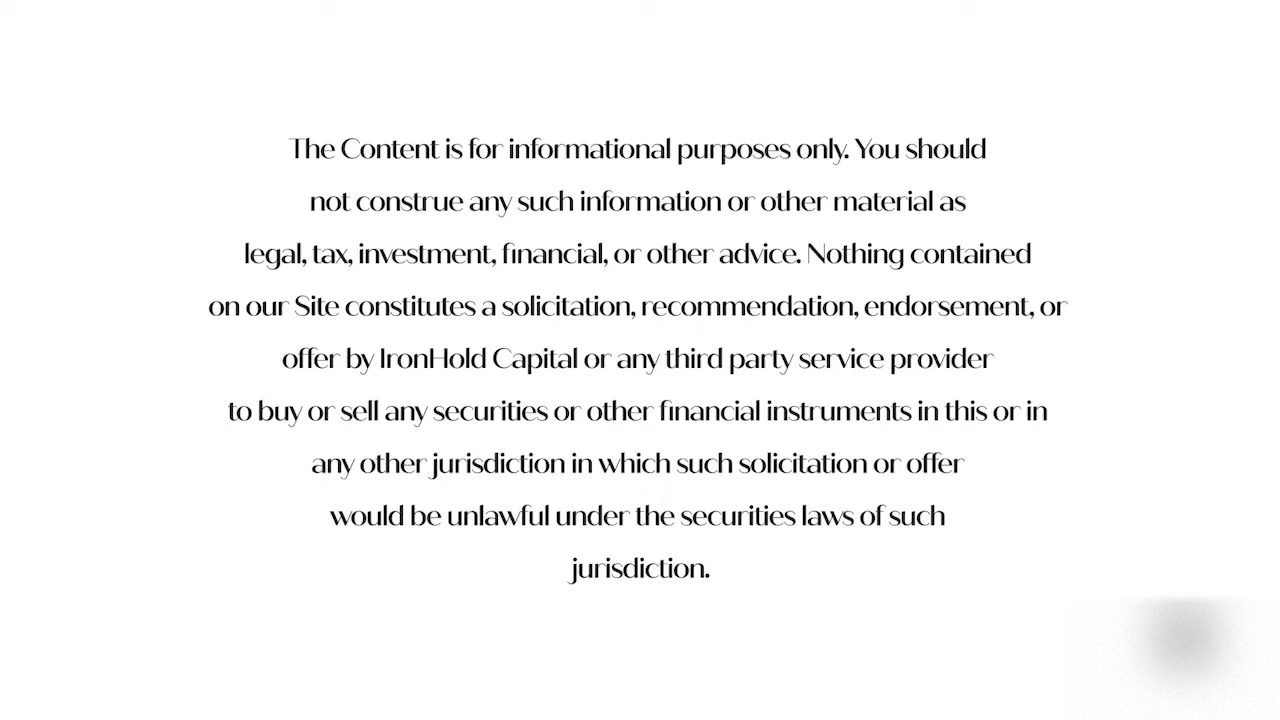 The Content is for informational purposes only. You should
not construe any such information or other material as
legal, tax, investment, financial, or other advice. Nothing contained
on our Site constitutes a solicitation, recommendation, endorsement, or
offer by IronHold Capital or any third party service provider
to buy or sell any securities or other financial instruments in this or in
any other jurisdiction in which such solicitation or offer
would be unlawful under the securities laws of such
jurisdiction.